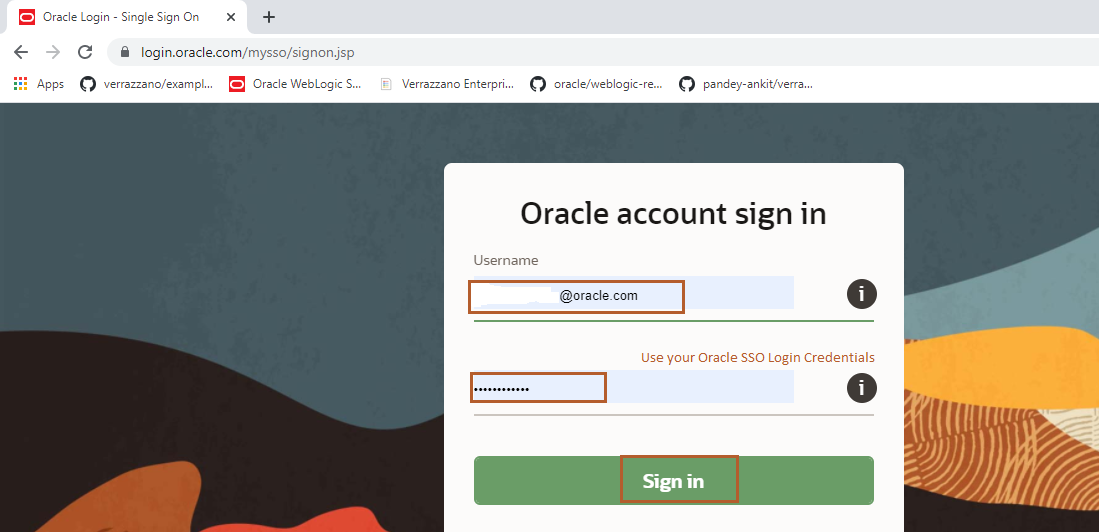 Oracle Login - Single Sign On
login.oracle.com/mysso/signon.jsp
Apps verrazzano/exampl... Oracle WebLogic S... Verrazzano Enterpri... oracle/weblogic-re... pandey-ankit/verra...
Oracle account sign in
Username
@oracle.com
i
Use your Oracle SSO Login Credentials
............
i
Sign in